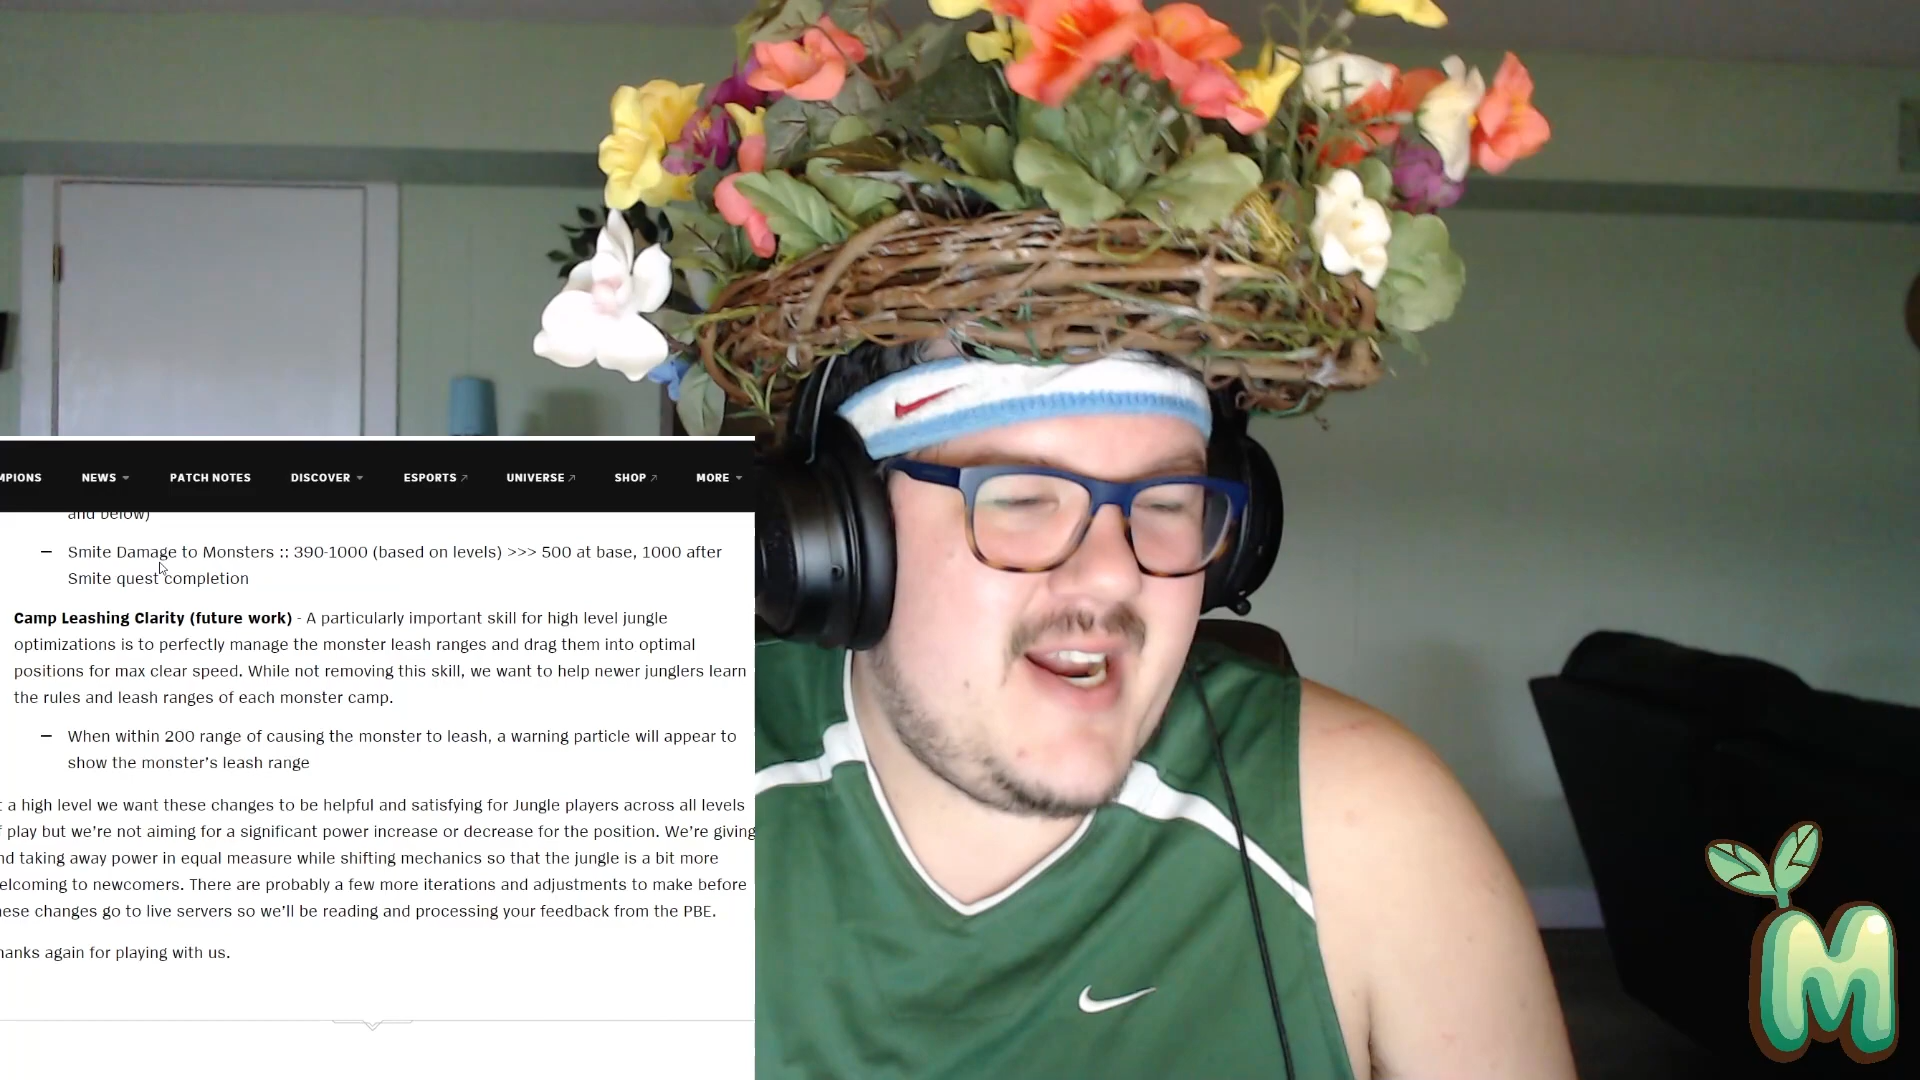 MPIONS NEWS PATCH NOTES DISCOVER ESPORTS UNIVERSE SHOP MORE
and below)
– Smite Damage to Monsters :: 390-1000 (based on levels) >>> 500 at base, 1000 after
Smite quest completion
Camp Leashing Clarity (future work) - A particularly important skill for high level jungle
optimizations is to perfectly manage the monster leash ranges and drag them into optimal
positions for max clear speed. While not removing this skill, we want to help newer junglers learn
the rules and leash ranges of each monster camp.
– When within 200 range of causing the monster to leash, a warning particle will appear to
show the monster's leash range
t a high level we want these changes to be helpful and satisfying for Jungle players across all levels
f play but we're not aiming for a significant power increase or decrease for the position. We're giving
nd taking away power in equal measure while shifting mechanics so that the jungle is a bit more
elcoming to newcomers. There are probably a few more iterations and adjustments to make before
hese changes go to live servers so we'll be reading and processing your feedback from the PBE.
hanks again for playing with us.
M